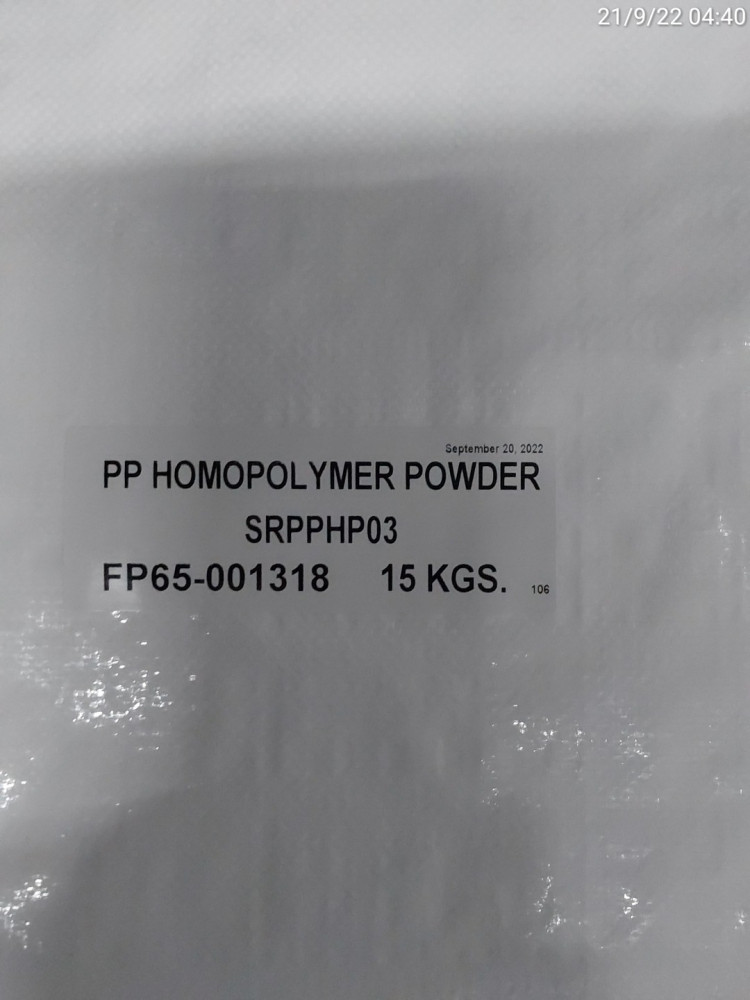 21/9/22 04:40
September 20, 2022
PP HOMOPOLYMER POWDER
SRPPHP03
FP65-001318 15 KGS. 106